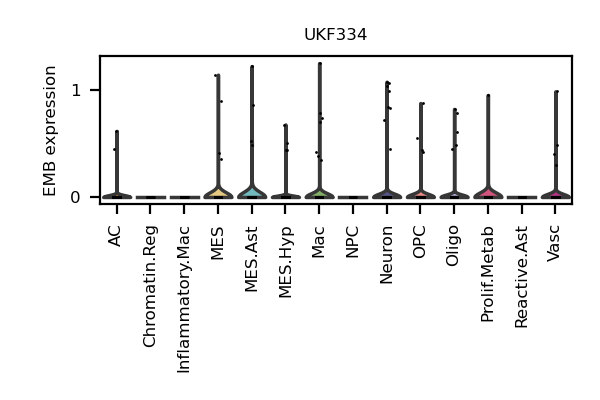 UKF334
EMB expression
1
0
AC
Chromatin.Reg
Inflammatory.Mac
MES
MES.Ast
MES.Hyp
Mac
NPC
Neuron
OPC
Oligo
Prolif.Metab
Reactive.Ast
Vasc